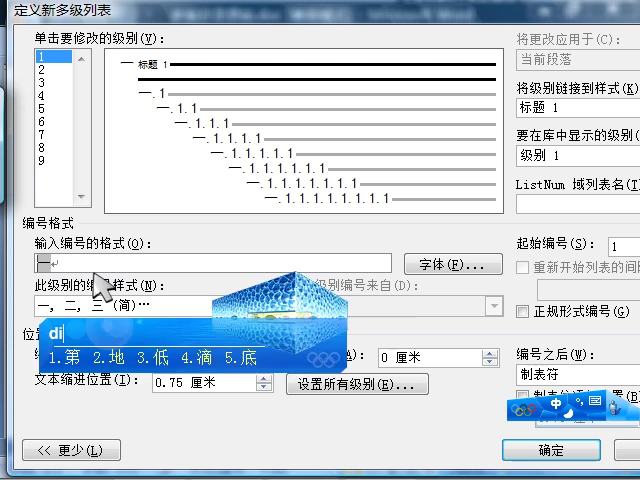 定义新多级列表
单击要修改的级别(V):
将更改应用于(C):
当前段落
1
2
3
4
5
6
7
8
9
一 标题 1
一.1
一.1.1
一.1.1.1
一.1.1.1.1
一.1.1.1.1.1
一.1.1.1.1.1.1
一.1.1.1.1.1.1.1
一.1.1.1.1.1.1.1.1
将级别链接到样式(K)
标题 1
要在库中显示的级别(
级别 1
ListNum 域列表名(T)
编号格式
输入编号的格式(O):
一
字体(F)...
起始编号(S): 1
重新开始列表的间
此级别的编号样式(N):
级别编号来自(D):
一, 二, 三 (简)…
正规形式编号(G)
di
1.第 2.地 3.低 4.滴 5.底
位
(A): 0 厘米
编号之后(W):
制表符
文本缩进位置(I): 0.75 厘米
设置所有级别(E)...
中
<< 更少(L)
确定